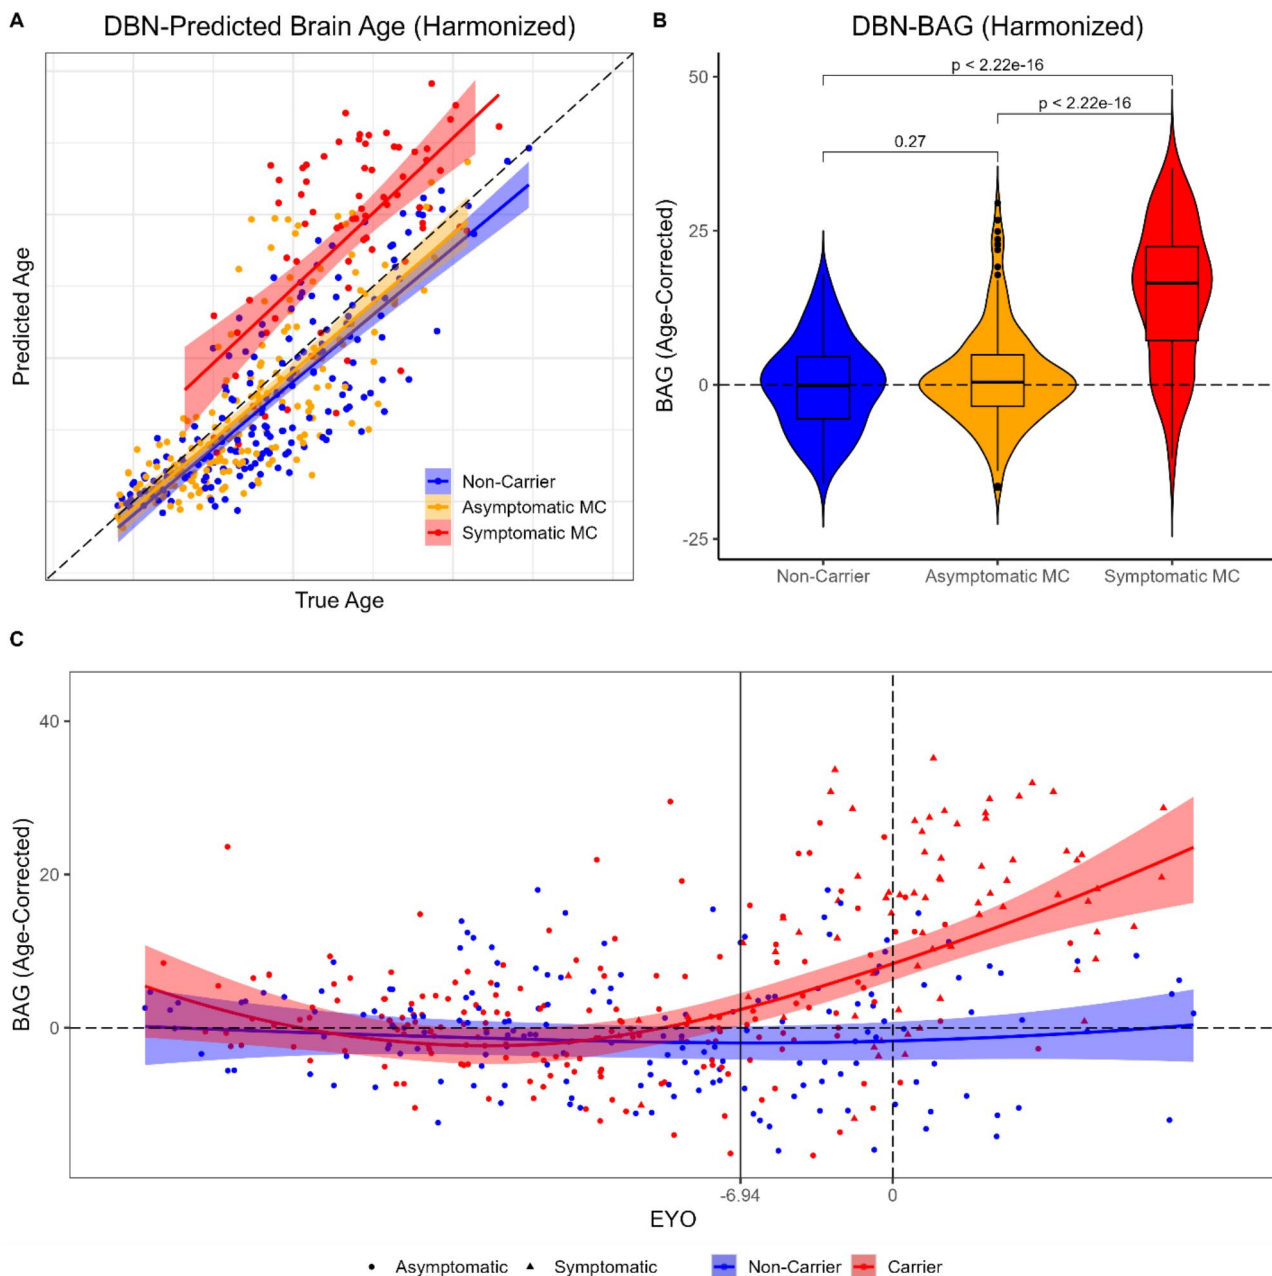 A
DBN-Predicted Brain Age (Harmonized)
Predicted Age
Non-Carrier
Asymptomatic MC
Symptomatic MC
True Age
B
DBN-BAG (Harmonized)
50
25
0
-25
BAG (Age-Corrected)
p < 2.22e-16
p < 2.22e-16
0.27
Non-Carrier Asymptomatic MC Symptomatic MC
C
40
20
0
BAG (Age-Corrected)
-6.94 0
EYO
Asymptomatic Symptomatic Non-Carrier Carrier